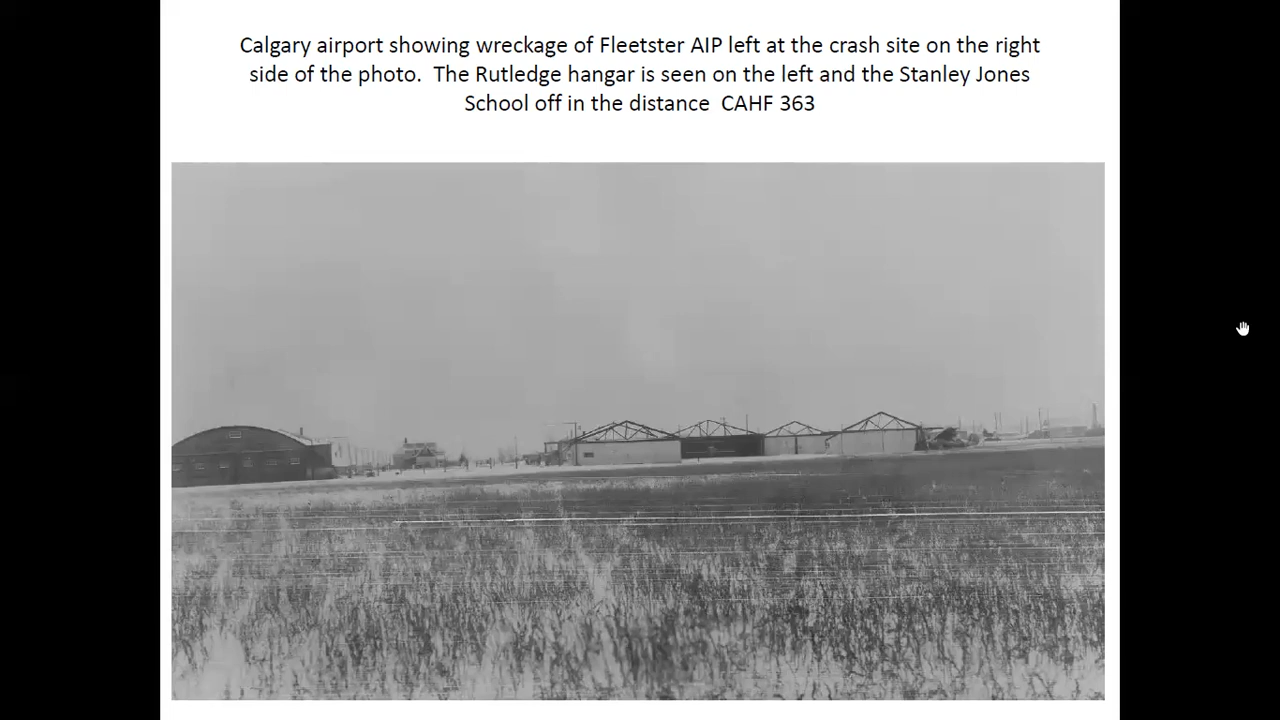 Calgary airport showing wreckage of Fleetster AIP left at the crash site on the right
side of the photo.  The Rutledge hangar is seen on the left and the Stanley Jones
School off in the distance  CAHF 363